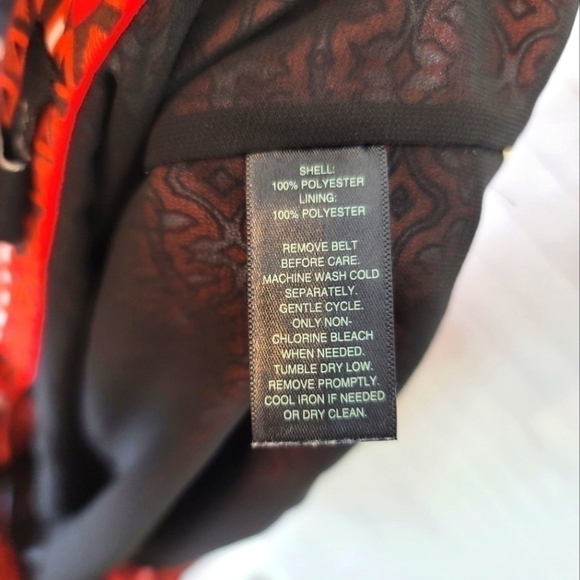 SHELL:
100% POLYESTER
LINING:
100% POLYESTER
REMOVE BELT
BEFORE CARE.
MACHINE WASH COLD
SEPARATELY.
GENTLE CYCLE.
ONLY NON-
CHLORINE BLEACH
WHEN NEEDED.
TUMBLE DRY LOW.
REMOVE PROMPTLY.
COOL IRON IF NEEDED
OR DRY CLEAN.